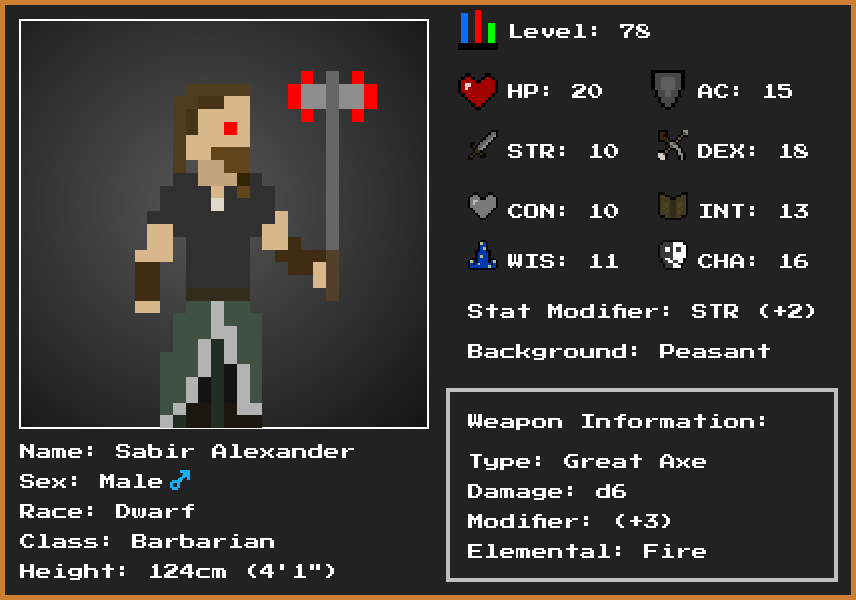 Level: 78
HP: 20 AC: 15
STR: 10 DEX: 18
CON: 10 INT: 13
WIS: 11 CHA: 16
Stat Modifier: STR (+2)
Background: Peasant
Weapon Information:
Type: Great Axe
Damage: d6
Modifier: (+3)
Elemental: Fire
Name: Sabir Alexander
Sex: Male♂
Race: Dwarf
Class: Barbarian
Height: 124cm (4'1")